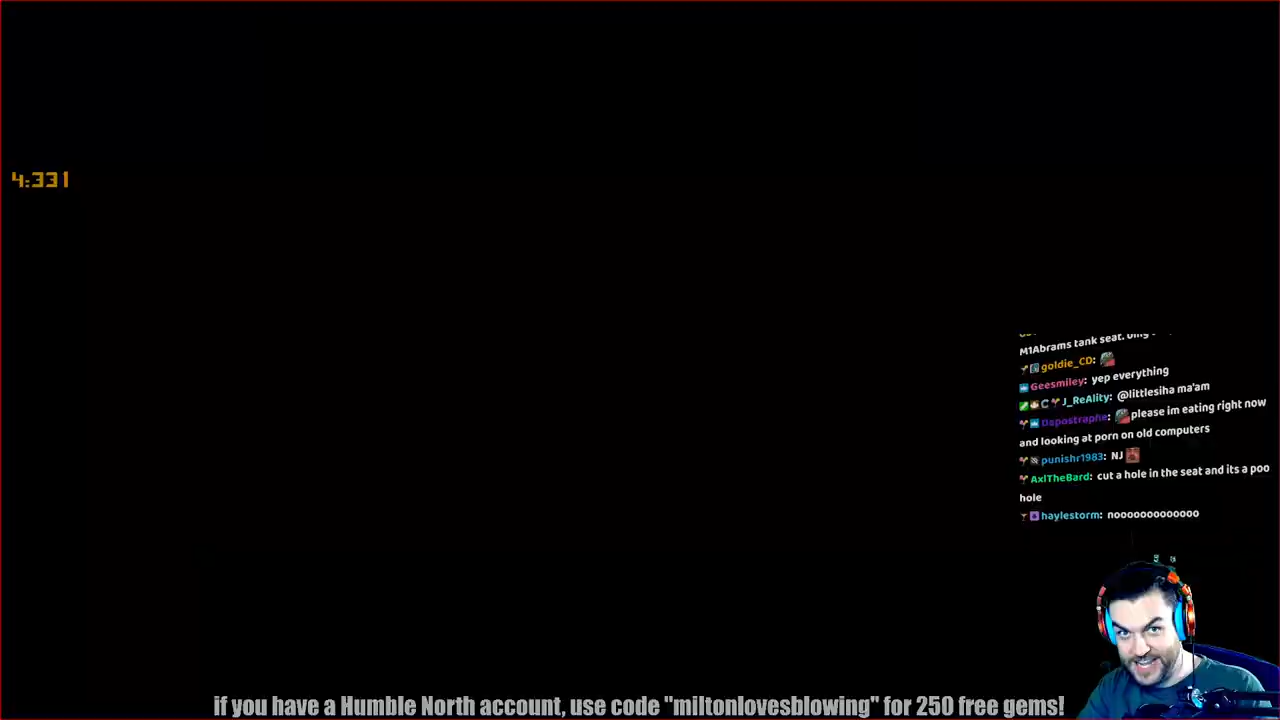 4:331
M1Abrams tank seat.
goldie_CD:
Geesmiley: yep everything
J_ReAlity: @littlesiha ma'am
Dapostraphe: please im eating right now
and looking at porn on old computers
punishr1983: NJ
AxlTheBard: cut a hole in the seat and its a poo
hole
haylestorm: nooooooooooooo
if you have a Humble North account, use code "miltonlovesblowing" for 250 free gems!